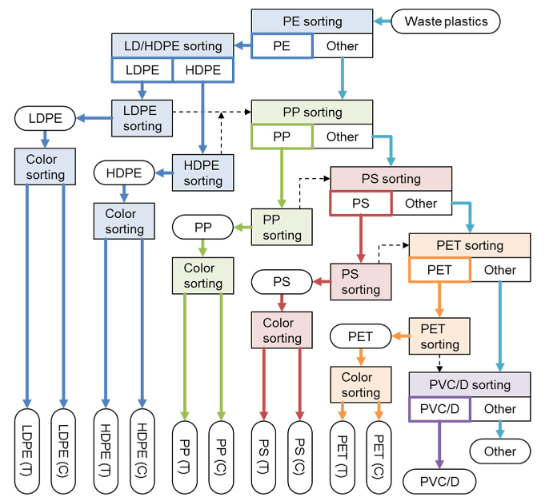 PE sorting
Waste plastics
LD/HDPE sorting
PE
Other
LDPE
HDPE
LDPE
LDPE
sorting
PP sorting
PP
Other
Color
sorting
HDPE
HDPE
sorting
PS sorting
PS
Other
Color
sorting
PP
PP
sorting
PET sorting
PET
Other
Color
sorting
PS
PS
sorting
Color
sorting
PET
PET
sorting
Color
sorting
PVC/D sorting
PVC/D
Other
LDPE (T)
LDPE (C)
HDPE (T)
HDPE (C)
PP (T)
PP (C)
PS (T)
PS (C)
PET (T)
PET (C)
Other
PVC/D